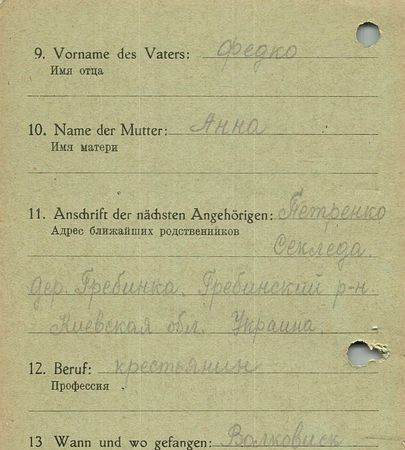 9. Vorname des Vaters: Федко
Имя отца
10. Name der Mutter: Анна
Имя матери
11. Anschrift der nächsten Angehörigen: Петренко
Адрес ближайших родственников
Секледа.
дер. Гребинка, Гребинский р-н.
Киевская обл. Украина.
12. Beruf: крестьянин
Профессия
13 Wann und wo gefangen: Волковиск